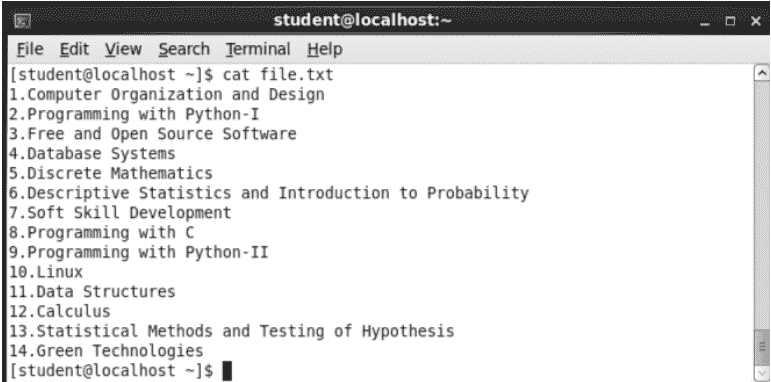 student@localhost:~
File Edit View Search Terminal Help
[student@localhost ~]$ cat file.txt
1.Computer Organization and Design
2.Programming with Python-I
3.Free and Open Source Software
4.Database Systems
5.Discrete Mathematics
6.Descriptive Statistics and Introduction to Probability
7.Soft Skill Development
8.Programming with C
9.Programming with Python-II
10.Linux
11.Data Structures
12.Calculus
13.Statistical Methods and Testing of Hypothesis
14.Green Technologies
[student@localhost ~]$